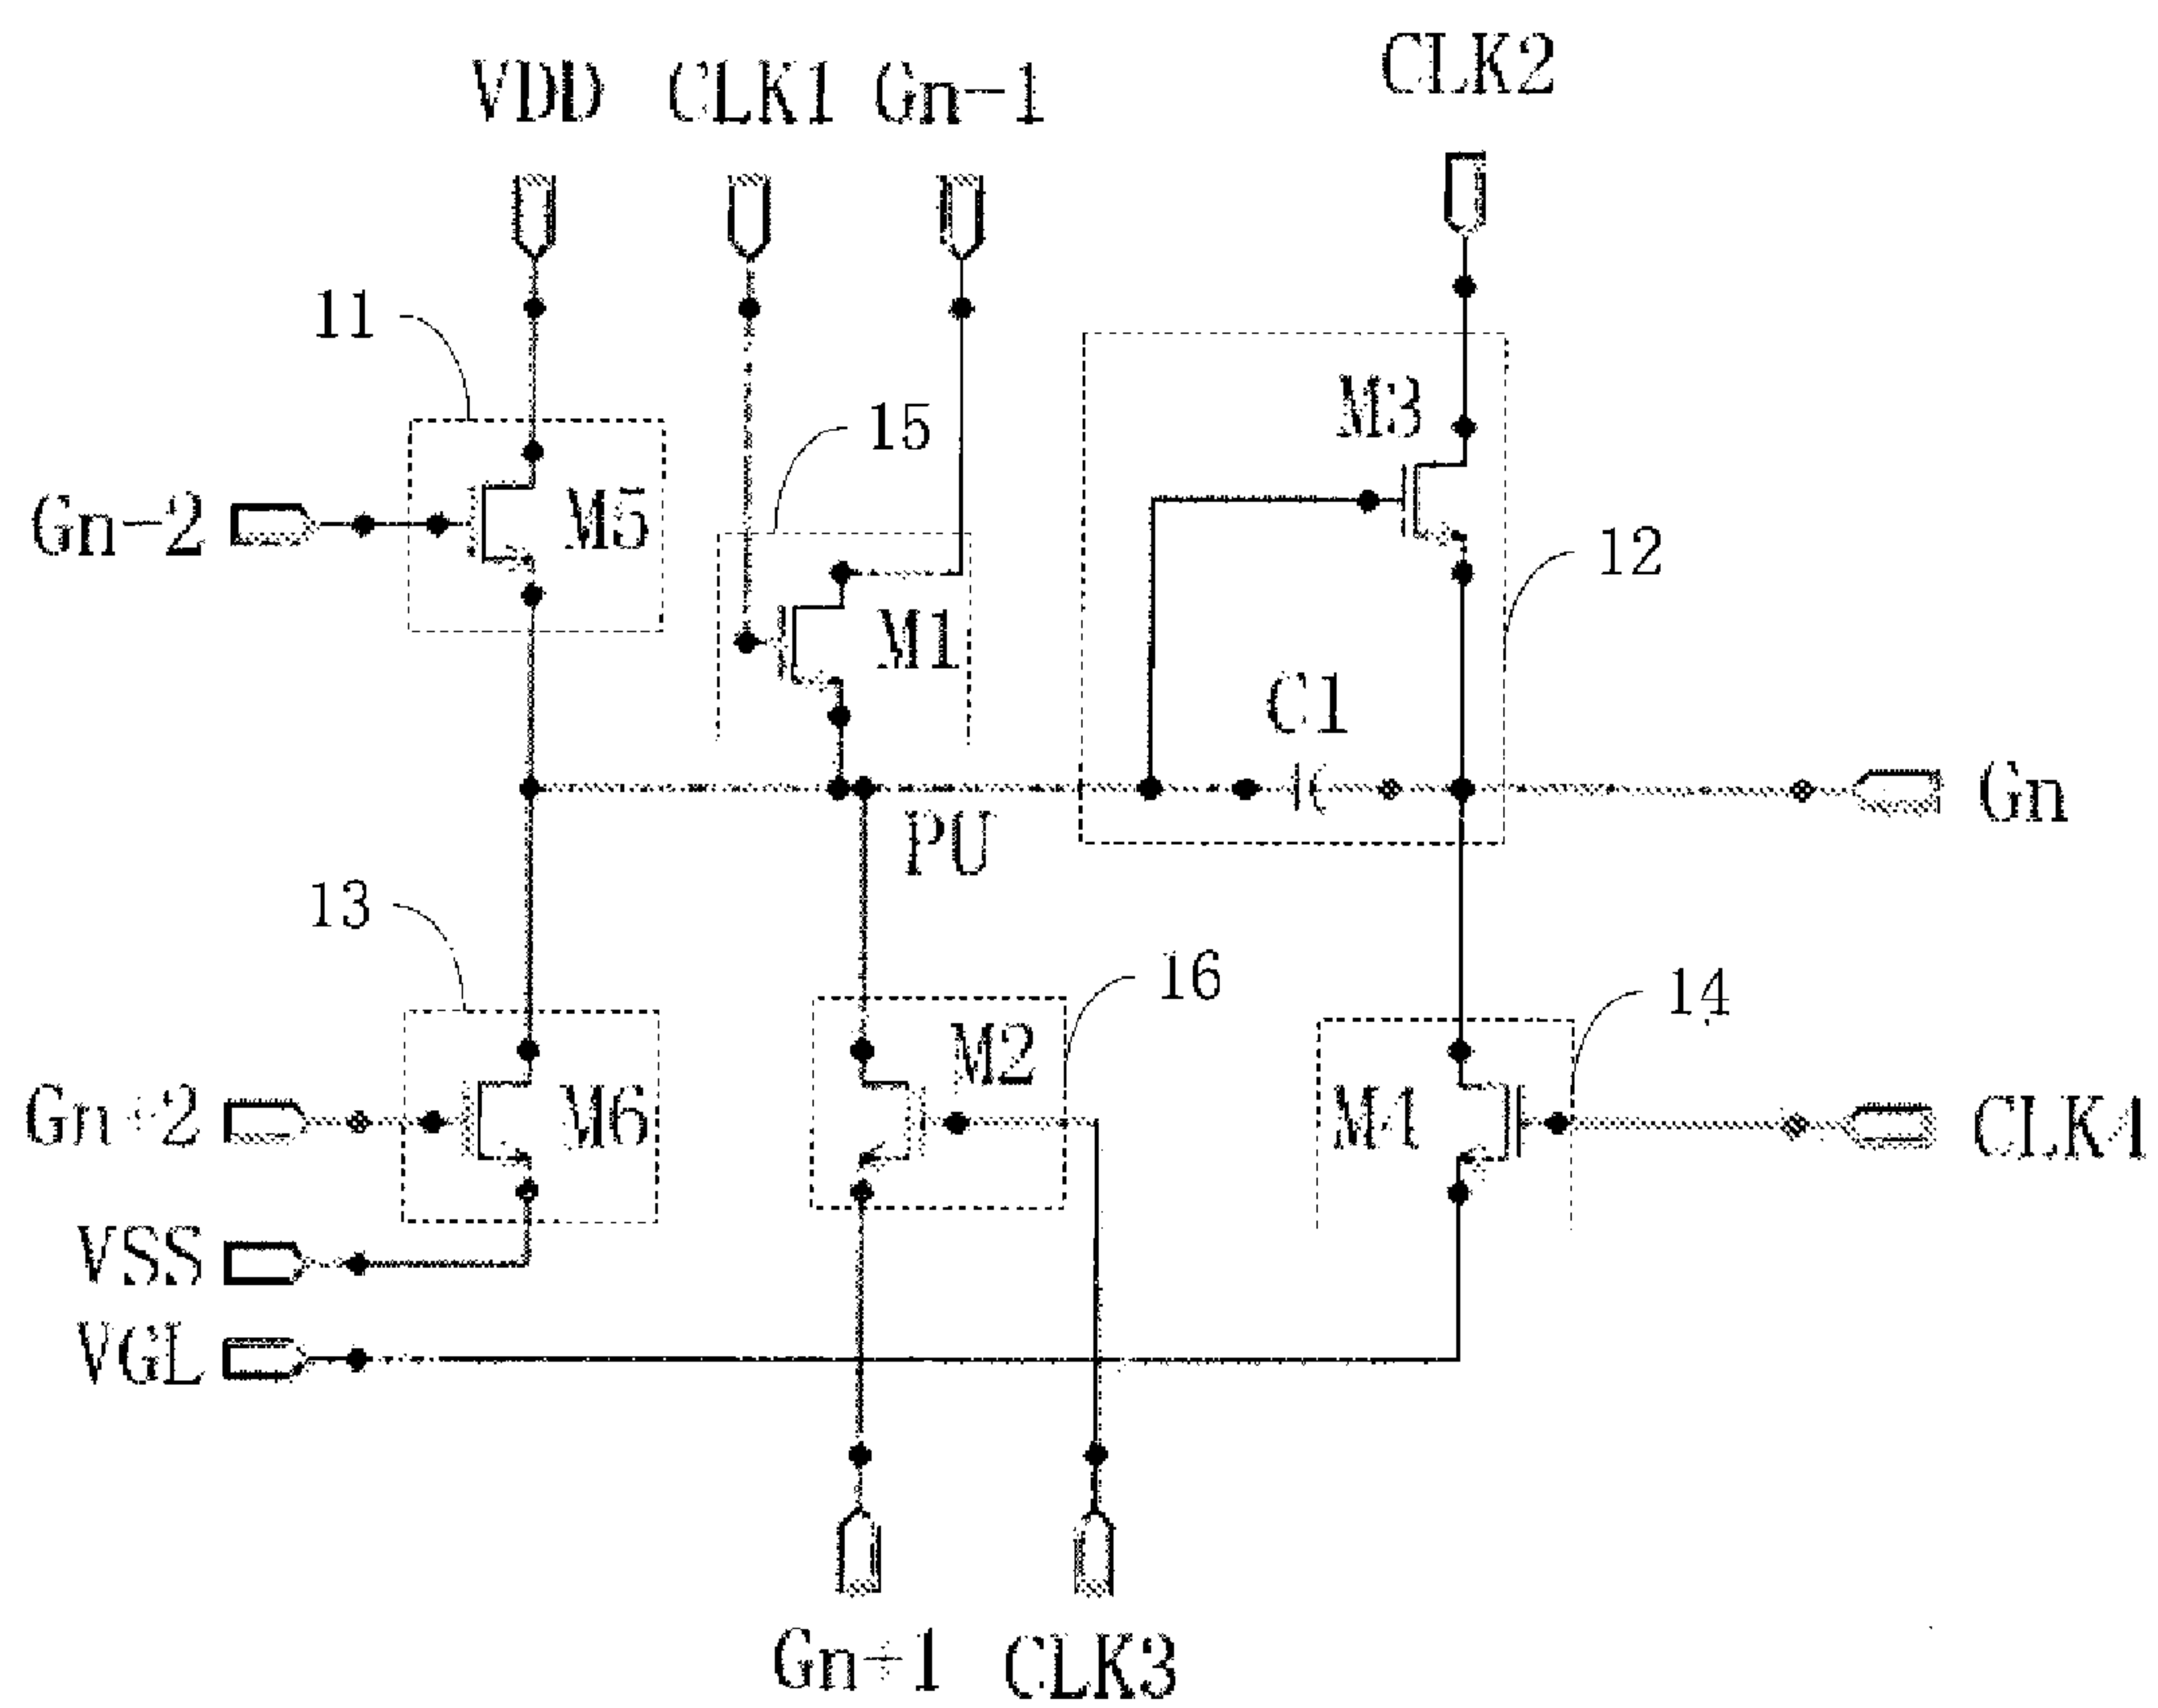 VDD CLK1 Gn-1 CLK2
11
M3
15
Gn-2 M5
12
M1
C1
Gn
PU
13
16
14
M2
Gn+2 M6 M4 CLK4
VSS
VGL
Gn+1 CLK3